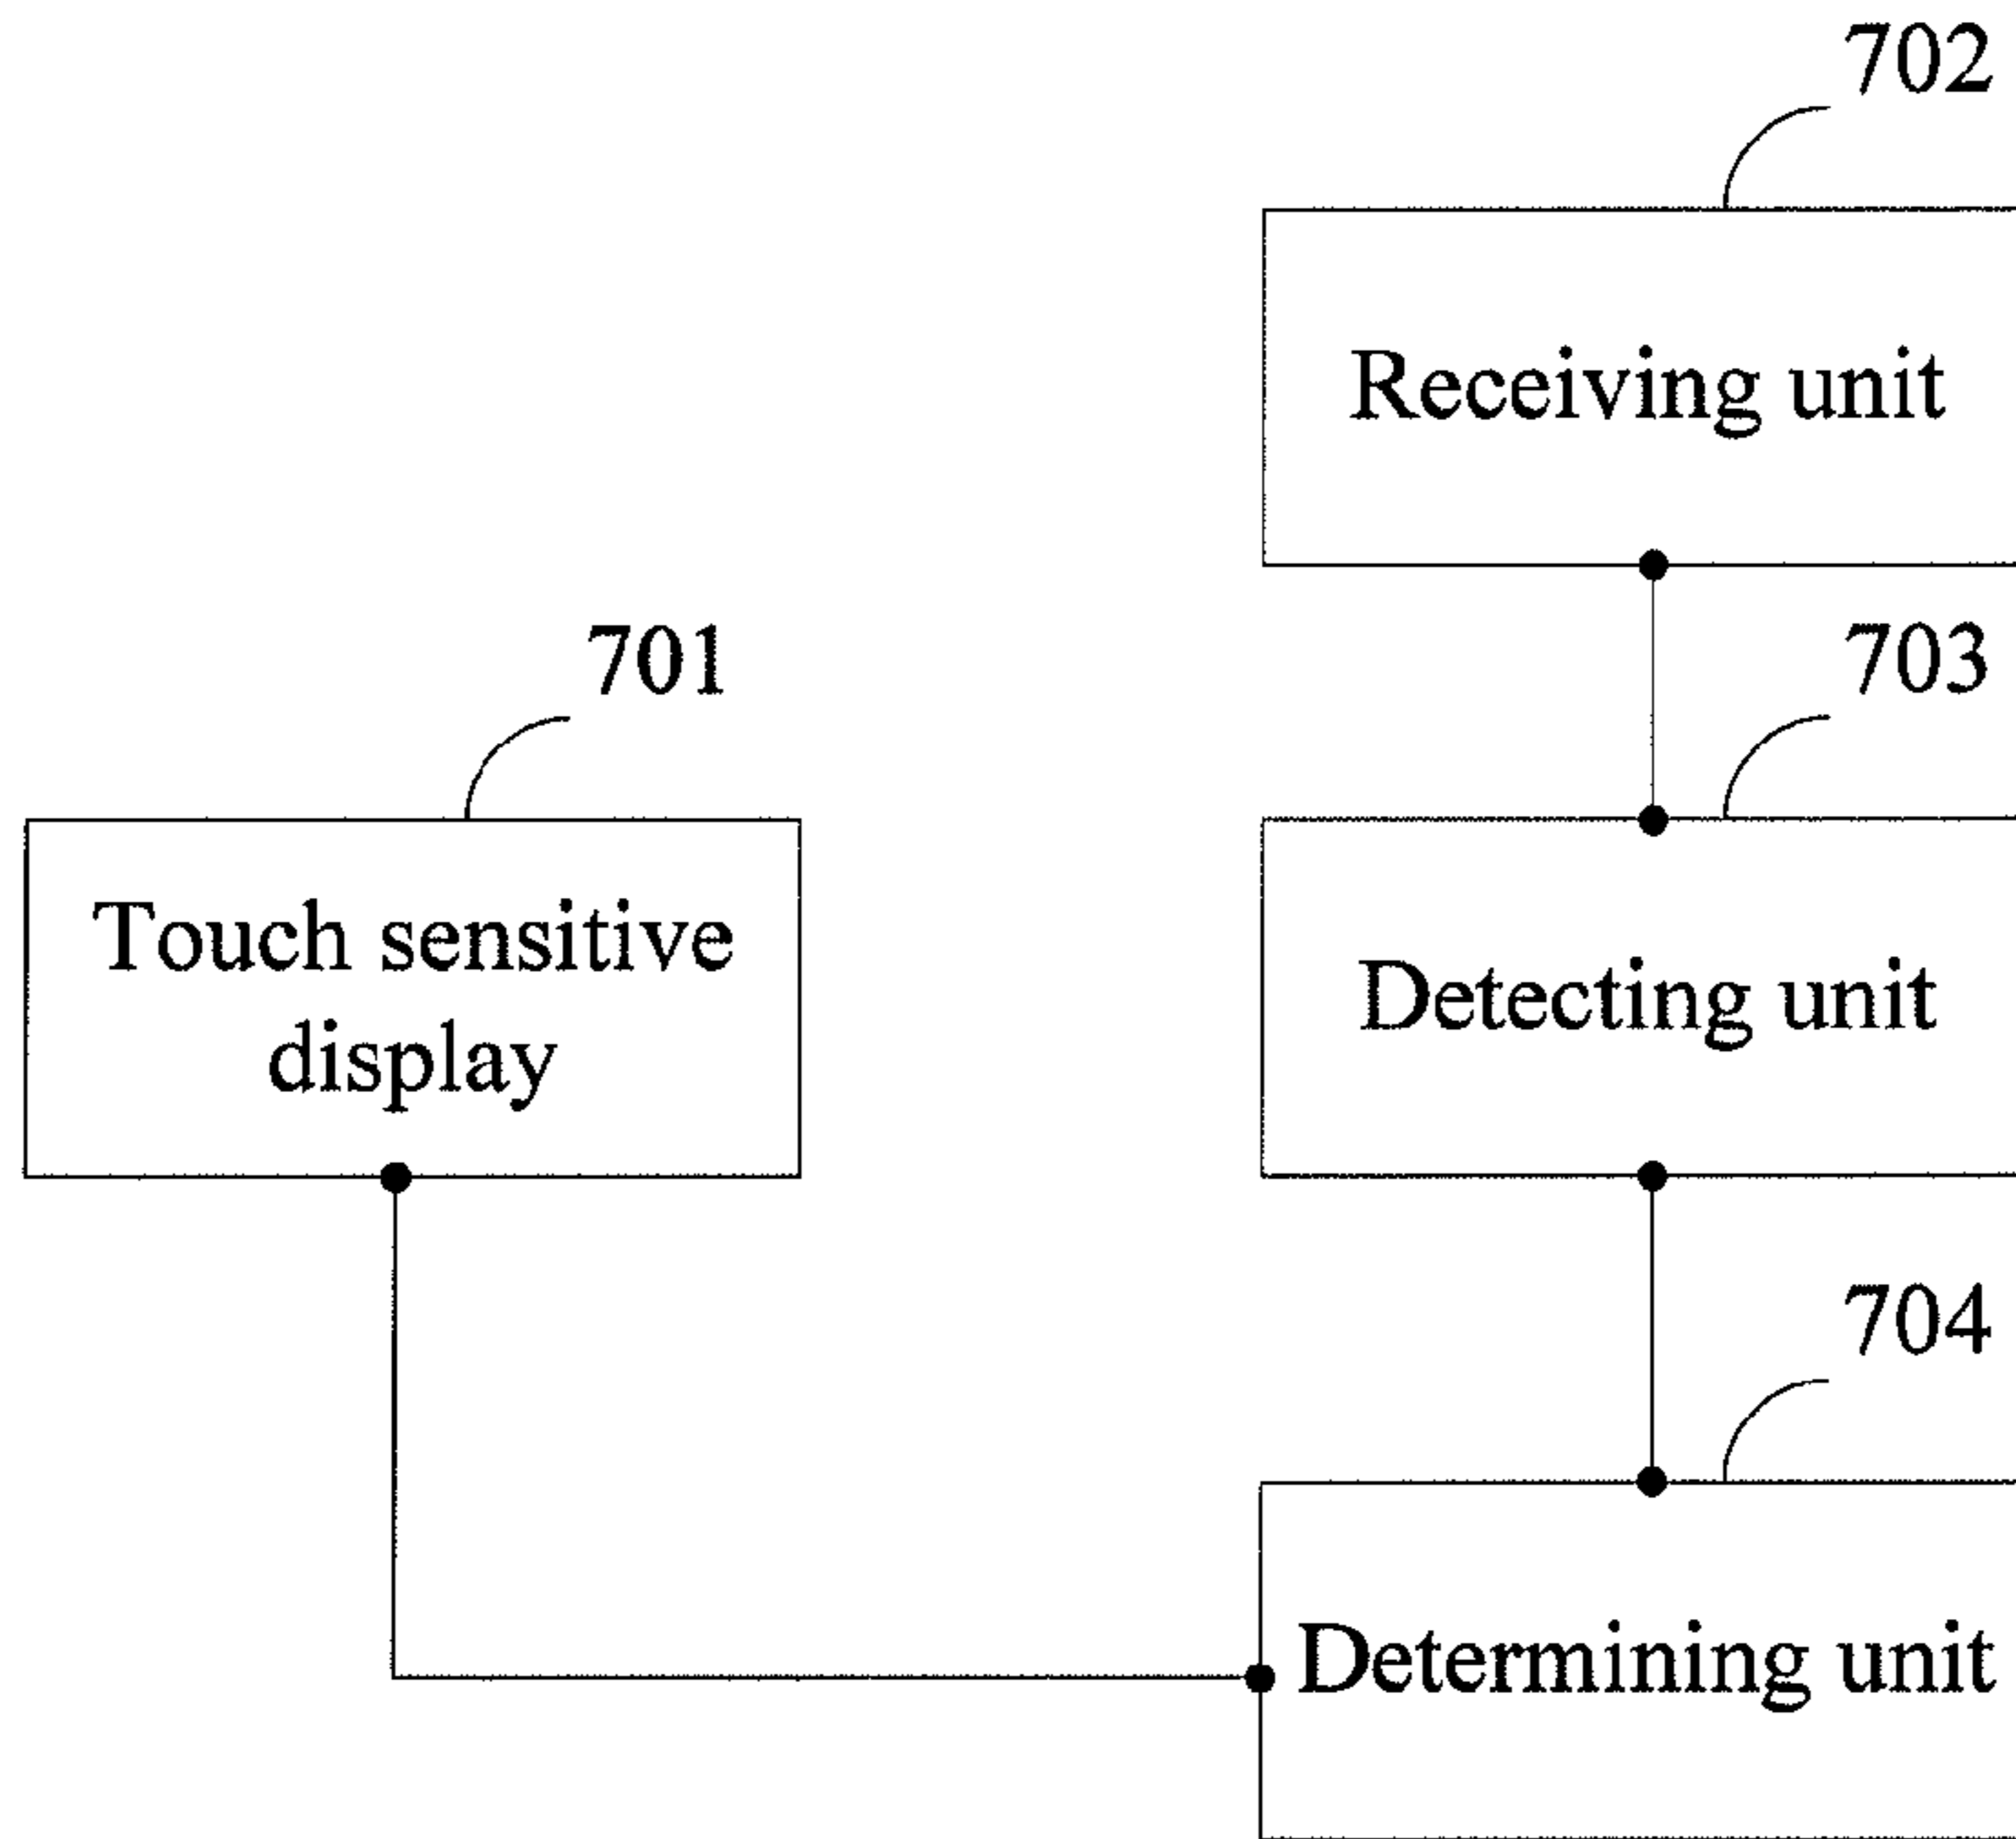 702
Receiving unit
701
703
Touch sensitive
display
Detecting unit
704
Determining unit